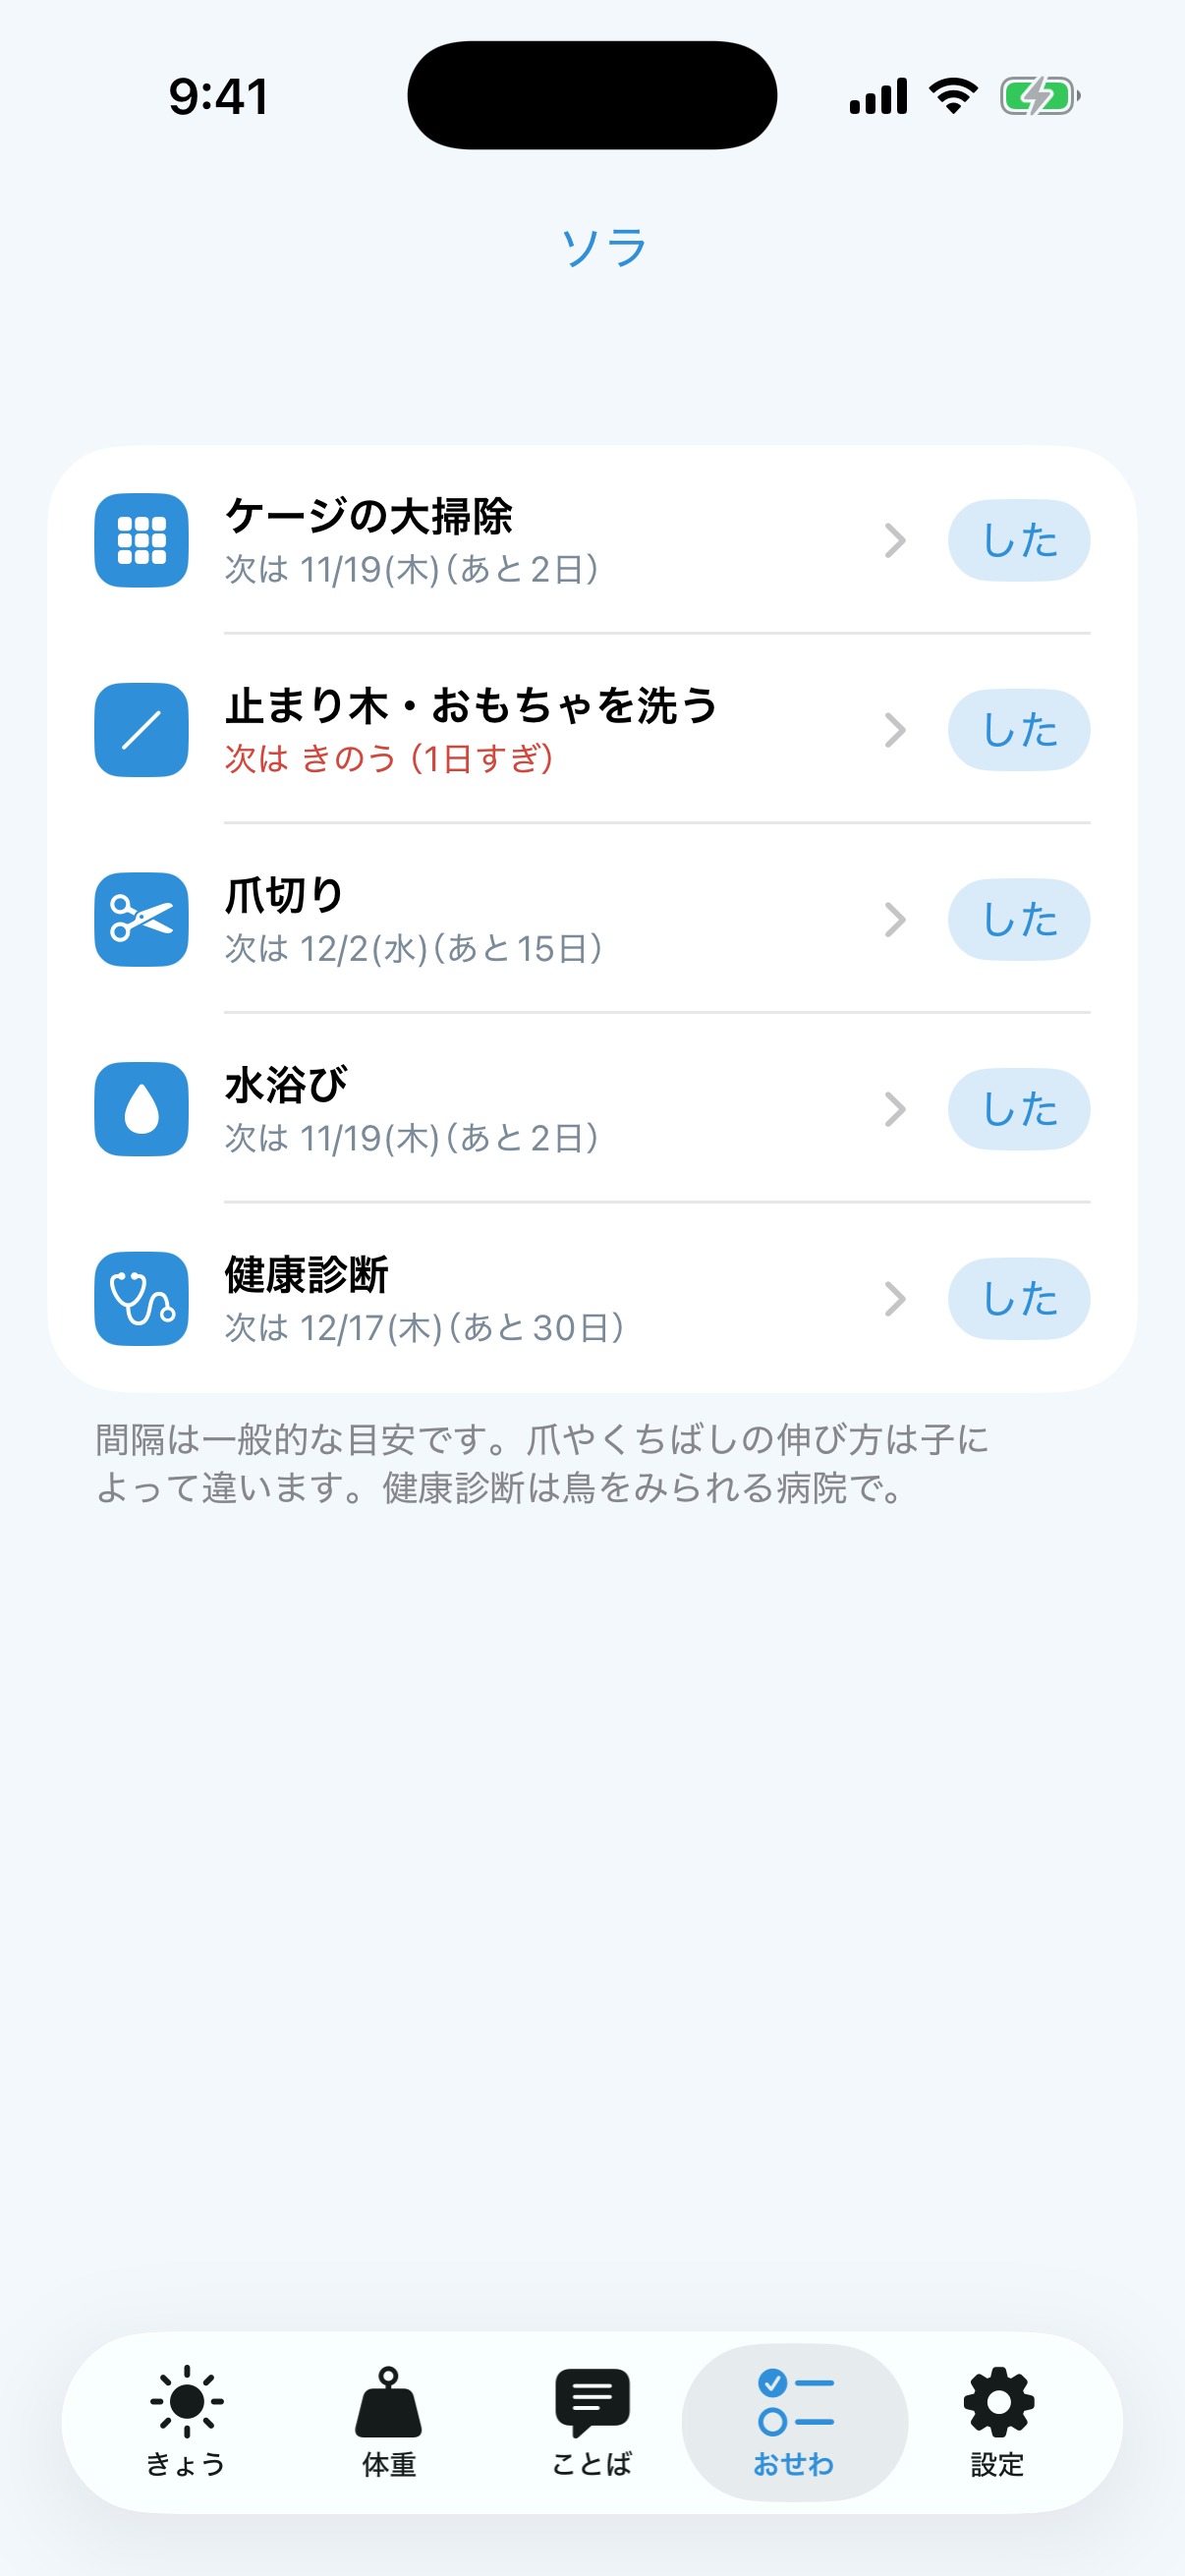 9:41
ソラ
ケージの大掃除
次は 11/19(木)（あと2日）
した
止まり木・おもちゃを洗う
次は きのう（1日すぎ）
した
爪切り
次は 12/2(水)（あと15日）
した
水浴び
次は 11/19(木)（あと2日）
した
健康診断
次は 12/17(木)（あと30日）
した
間隔は一般的な目安です。爪やくちばしの伸び方は子に
よって違います。健康診断は鳥をみられる病院で。
きょう
体重
ことば
おせわ
設定